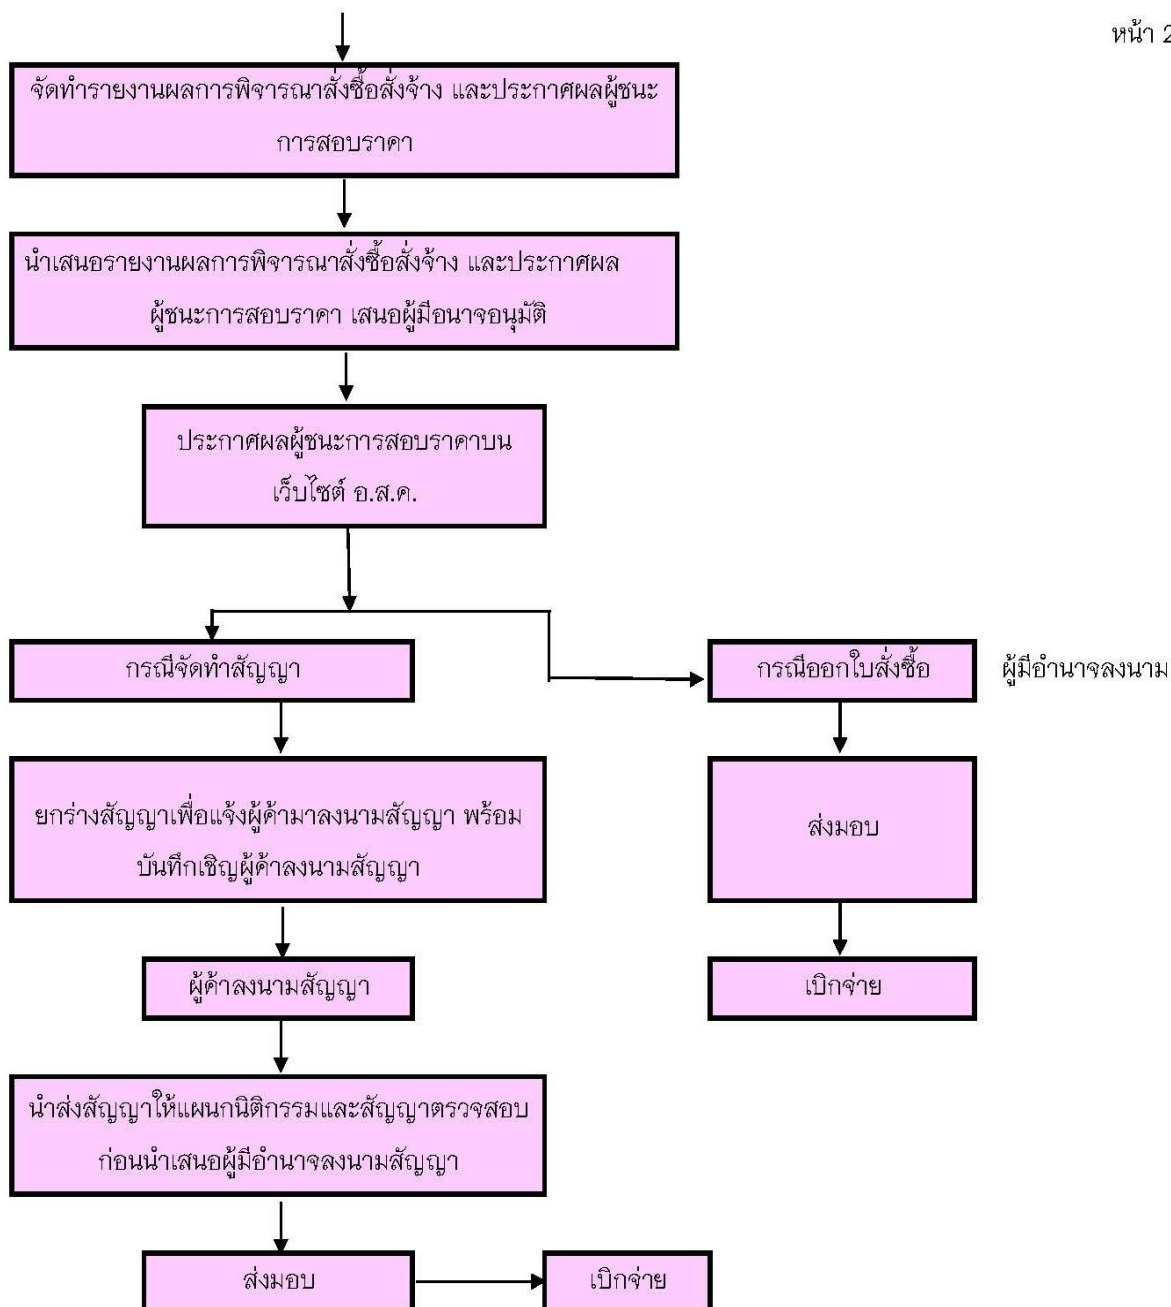 หน้า 2
จัดทำรายงานผลการพิจารณาสั่งซื้อสั่งจ้าง และประกาศผลผู้ชนะ
การสอบราคา
นำเสนอรายงานผลการพิจารณาสั่งซื้อสั่งจ้าง และประกาศผล
ผู้ชนะการสอบราคา เสนอผู้มีอนาจอนุมัติ
ประกาศผลผู้ชนะการสอบราคาบน
เว็บไซต์ อ.ส.ค.
กรณีจัดทำสัญญา
กรณีออกใบสั่งซื้อ
ผู้มีอำนาจลงนาม
ยกร่างสัญญาเพื่อแจ้งผู้ค้ามาลงนามสัญญา พร้อม
บันทึกเชิญผู้ค้าลงนามสัญญา
ส่งมอบ
ผู้ค้าลงนามสัญญา
เบิกจ่าย
นำส่งสัญญาให้แผนกนิติกรรมและสัญญาตรวจสอบ
ก่อนนำเสนอผู้มีอำนาจลงนามสัญญา
ส่งมอบ
เบิกจ่าย